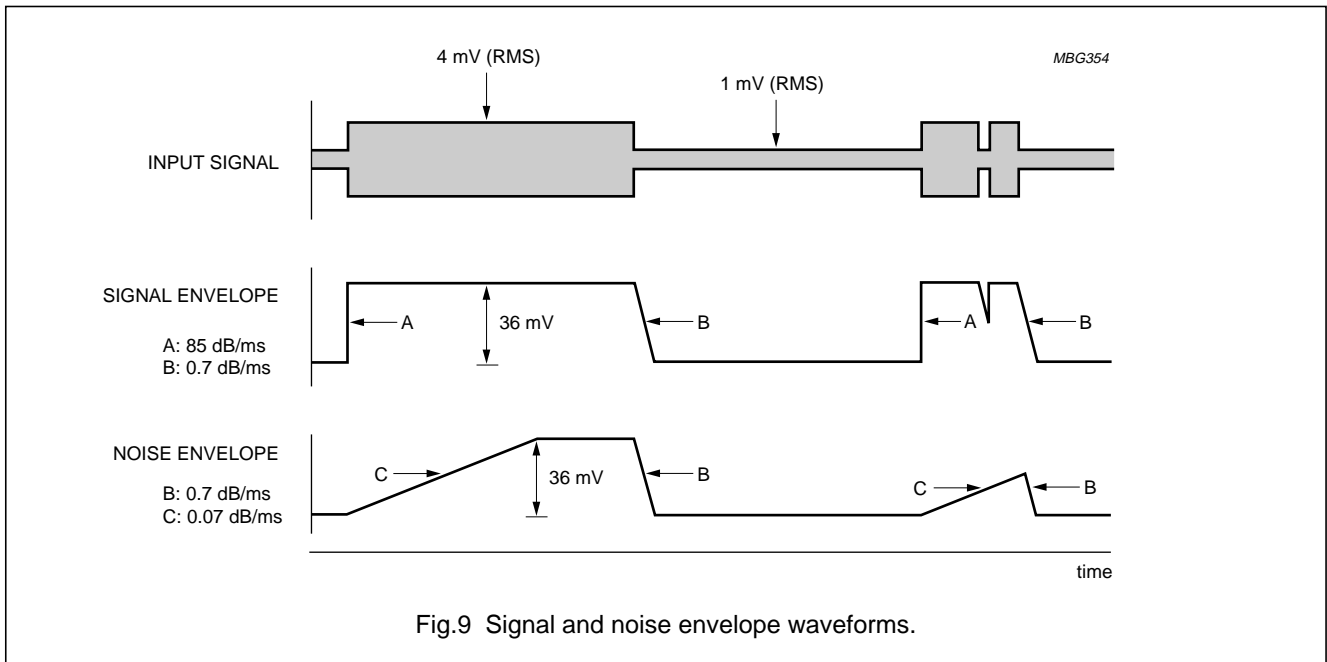 4 mV (RMS)
MBG354
1 mV (RMS)
INPUT SIGNAL
SIGNAL ENVELOPE
A
36 mV
B
A
B
A: 85 dB/ms
B: 0.7 dB/ms
NOISE ENVELOPE
C
36 mV
B
C
B
B: 0.7 dB/ms
C: 0.07 dB/ms
time
Fig.9 Signal and noise envelope waveforms.